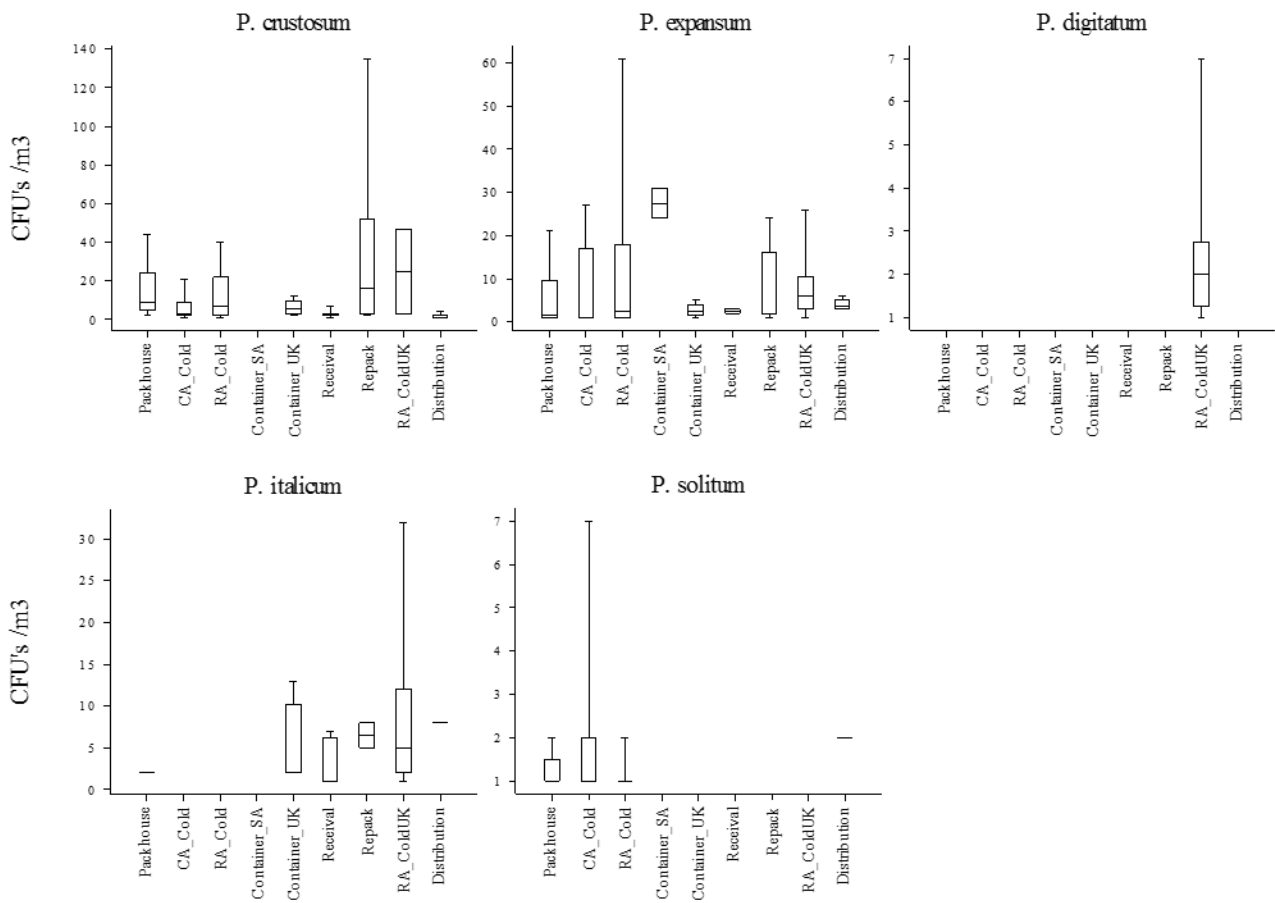 P. crustosum
P. expansum
P. digitatum
CFU's /m3
140
120
100
80
60
40
20
0
Packhouse
CA_Cold
RA_Cold
Container_SA
Container_UK
Receival
Repack
RA_ColdUK
Distribution
60
50
40
30
20
10
0
Packhouse
CA_Cold
RA_Cold
Container_SA
Container_UK
Receival
Repack
RA_ColdUK
Distribution
7
6
5
4
3
2
1
Packhouse
CA_Cold
RA_Cold
Container_SA
Container_UK
Receival
Repack
RA_ColdUK
Distribution
P. italicum
P. solitum
CFU's /m3
30
25
20
15
10
5
0
Packhouse
CA_Cold
RA_Cold
Container_SA
Container_UK
Receival
Repack
RA_ColdUK
Distribution
7
6
5
4
3
2
1
Packhouse
CA_Cold
RA_Cold
Container_SA
Container_UK
Receival
Repack
RA_ColdUK
Distribution